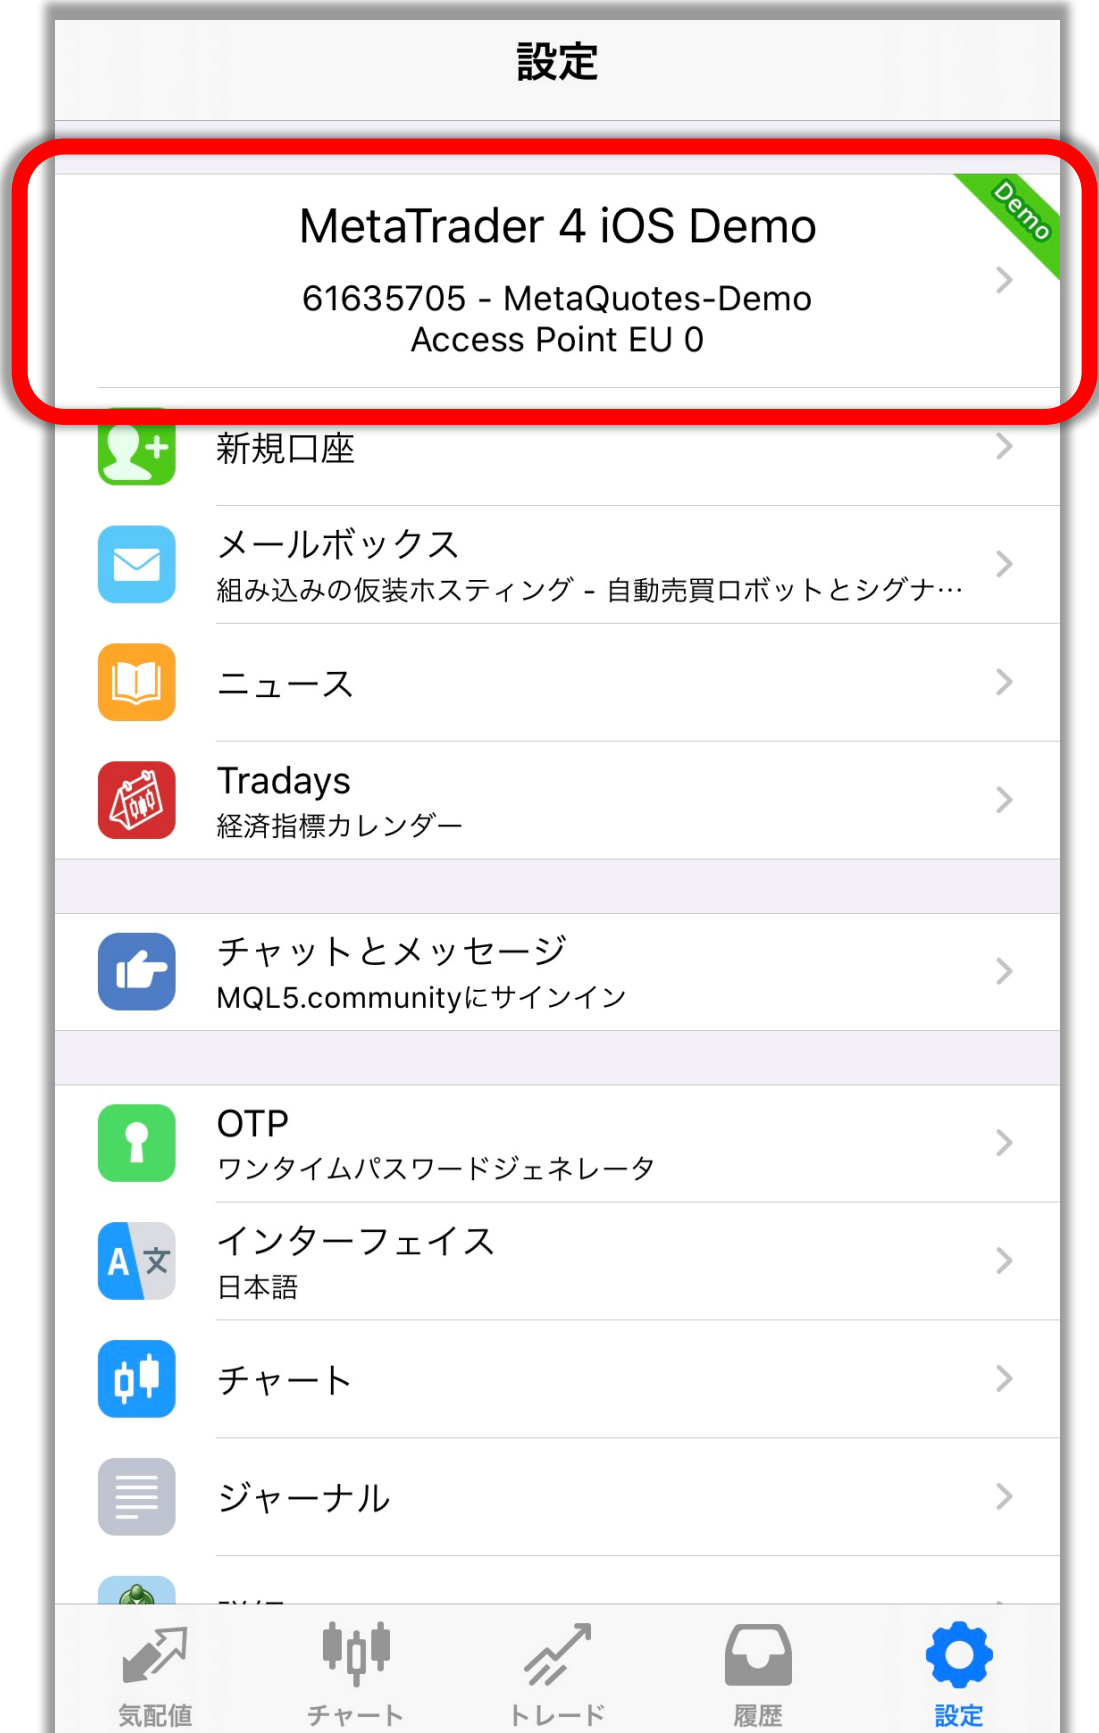 設定
Demo
MetaTrader 4 iOS Demo
61635705 - MetaQuotes-Demo
Access Point EU 0
新規口座
メールボックス
組み込みの仮装ホスティング - 自動売買ロボットとシグナ…
ニュース
Tradays
経済指標カレンダー
チャットとメッセージ
MQL5.communityにサインイン
OTP
ワンタイムパスワードジェネレータ
A 文
インターフェイス
日本語
チャート
ジャーナル
気配値
チャート
トレード
履歴
設定